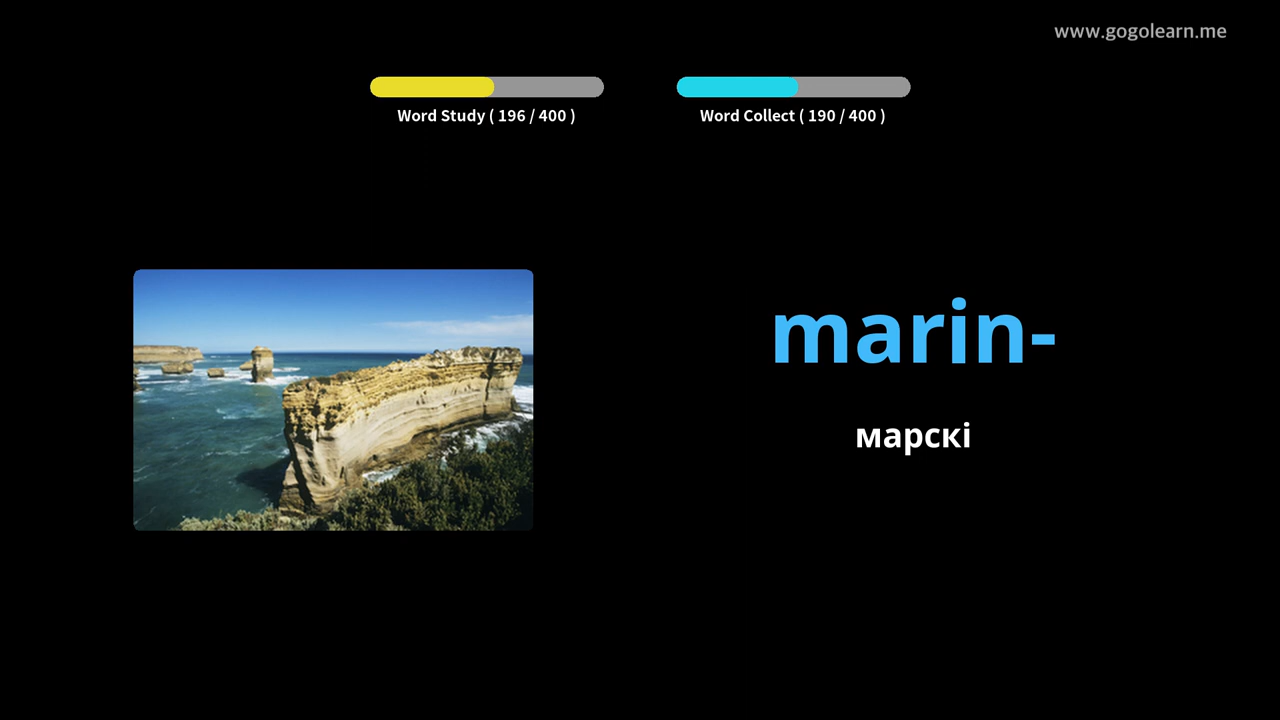 www.gogolearn.me
Word Study ( 196 / 400 )
Word Collect ( 190 / 400 )
marin-
марскі